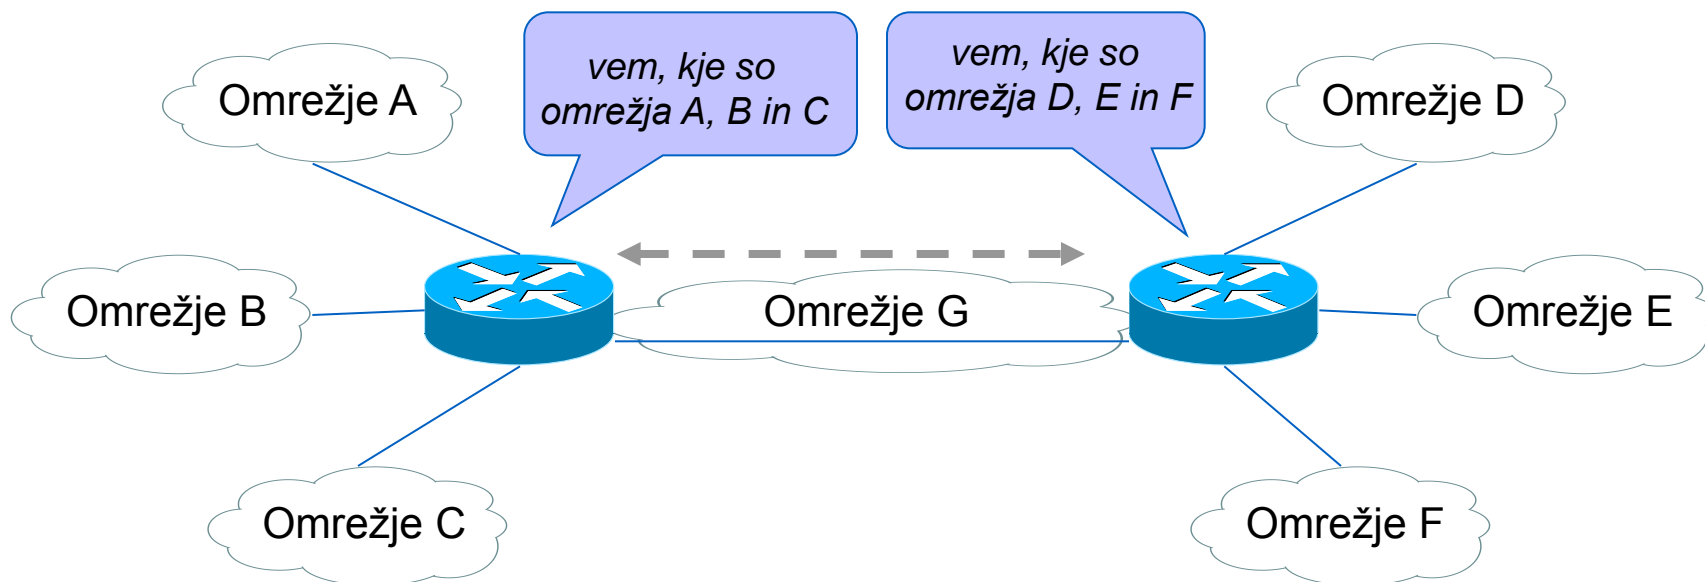 vem, kje so
omrežja A, B in C
vem, kje so
omrežja D, E in F
Omrežje A
Omrežje D
Omrežje B
Omrežje G
Omrežje E
Omrežje C
Omrežje F